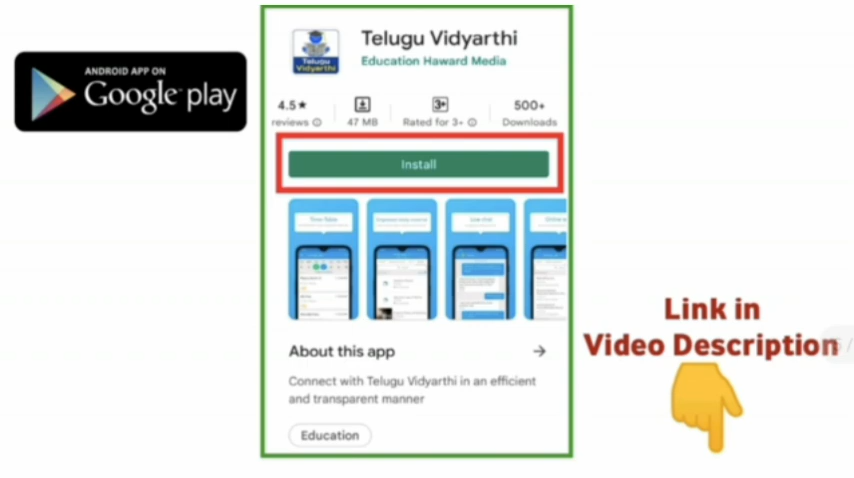 ANDROID APP ON
Google play
Telugu
Vidyarthi
Telugu Vidyarthi
Education Haward Media
4.5★
reviews
47 MB
3+
Rated for 3+
500+
Downloads
Install
Live chat
About this app
Connect with Telugu Vidyarthi in an efficient
and transparent manner
Education
Link in
Video Description